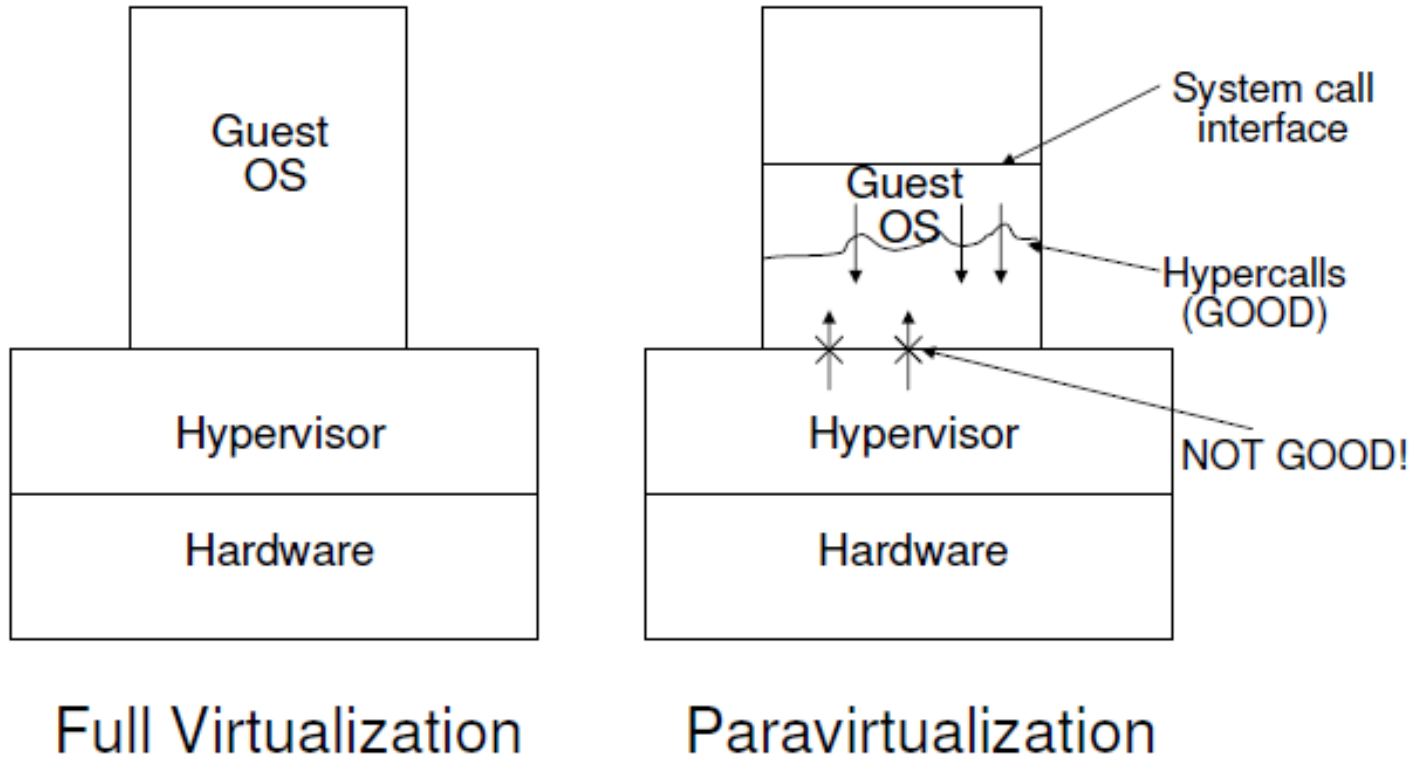 Guest
OS
Hypervisor
Hardware
Full Virtualization
System call
interface
Guest
OS
Hypercalls
(GOOD)
Hypervisor
NOT GOOD!
Hardware
Paravirtualization